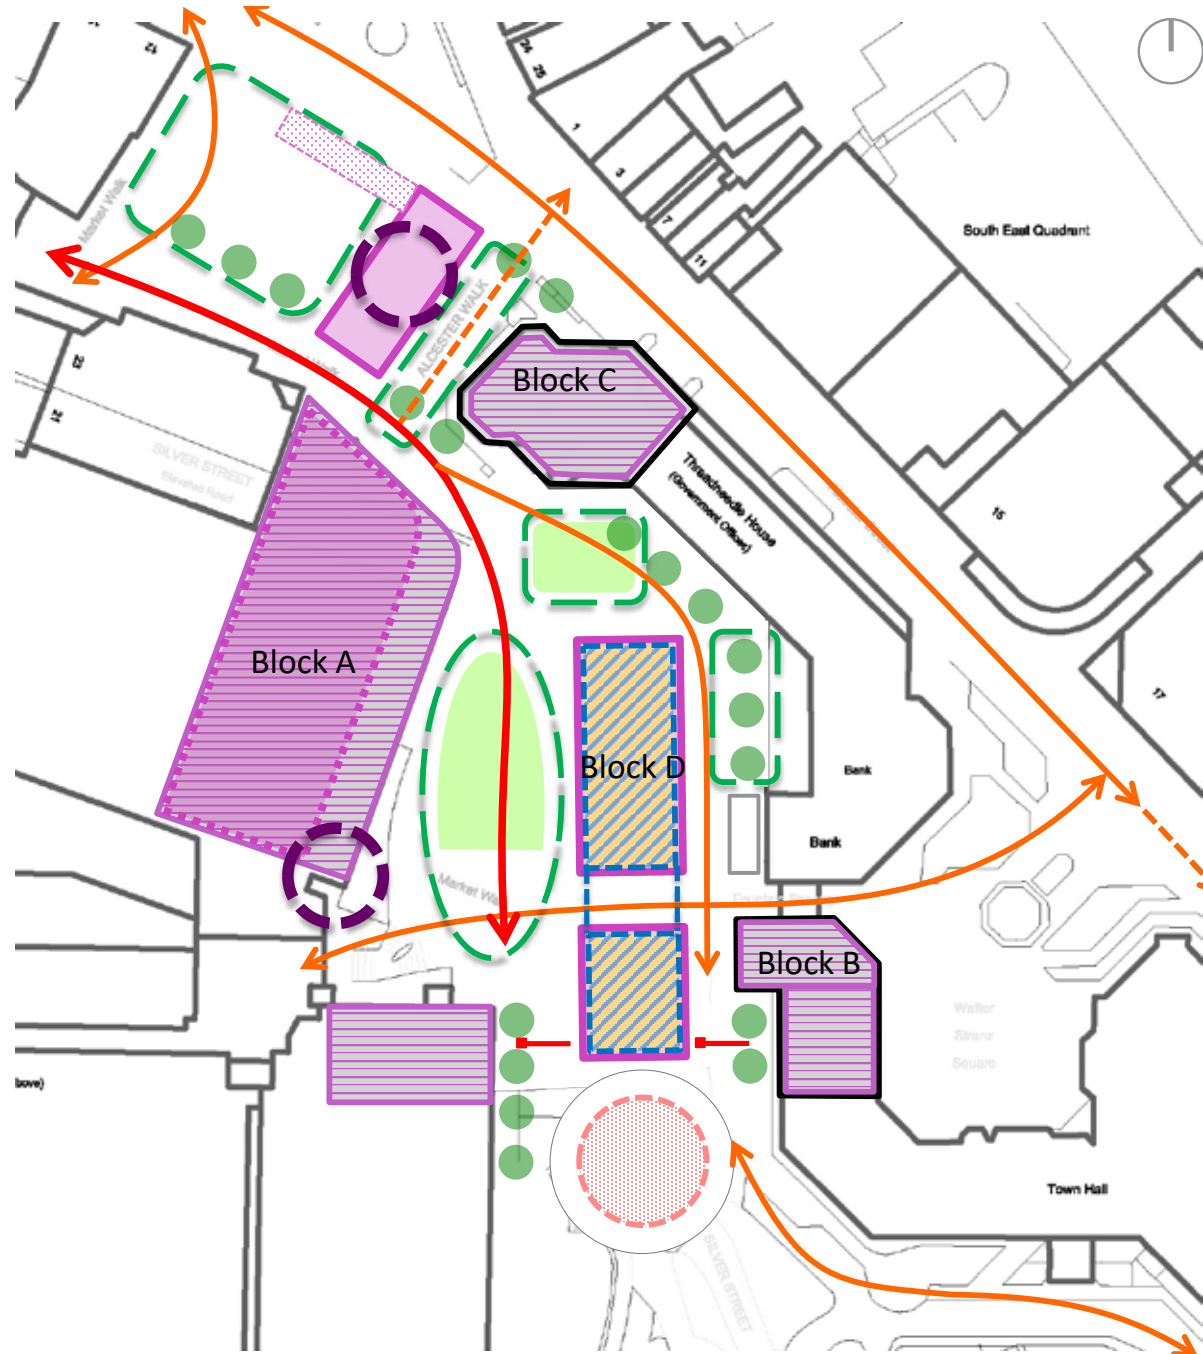 12
24
25
1
3
7
11
South East Quadrant
Market Walk
ALCESTER WALK
Block C
23
21
SILVER STREET
Elevated Road
Threadneedle House
(Government Offices)
15
Block A
17
Block D
Bank
Bank
Market Wa
Block B
Walter
Stranz
Square
bove)
Town Hall
SILVER STREET